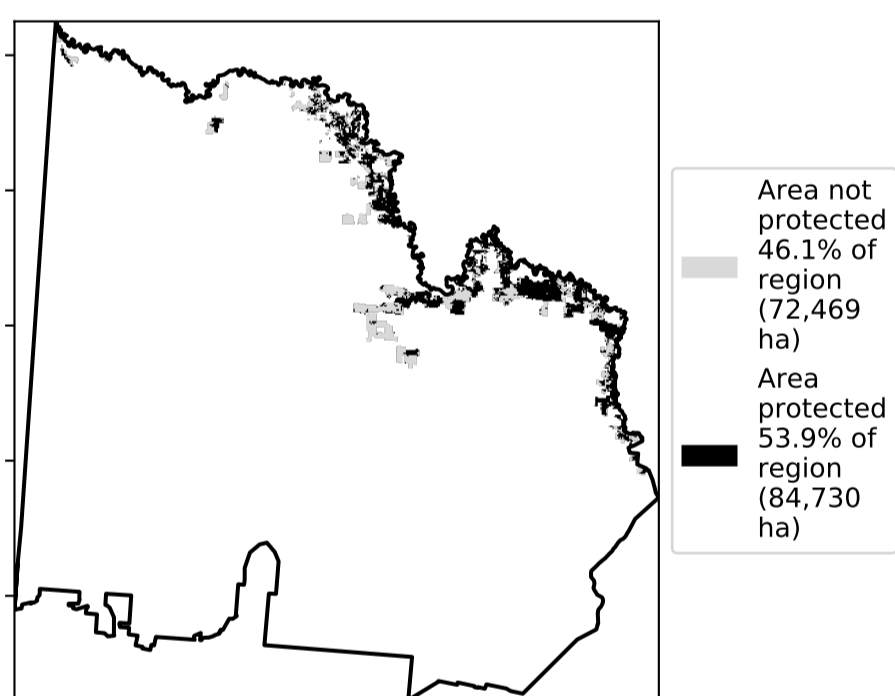 Area not
protected
46.1% of
region
(72,469
ha)
Area
protected
53.9% of
region
(84,730
ha)